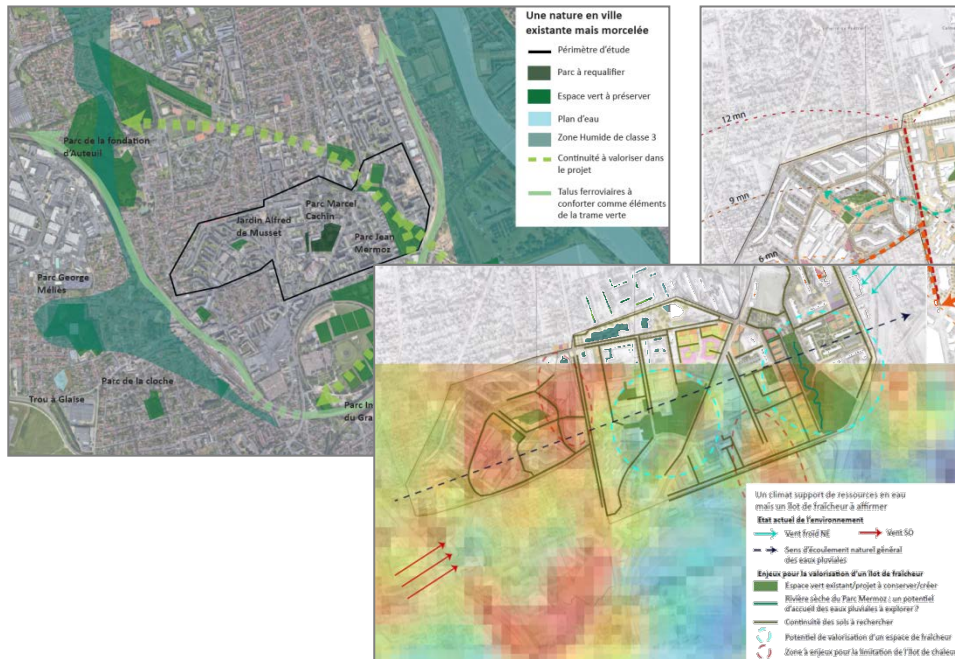 Une nature en ville
existante mais morcelée
Périmètre d'étude
Parc à requalifier
Espace vert à préserver
Plan d'eau
Zone Humide de classe 3
Continuité à valoriser dans
le projet
Talus ferroviaires à
conforter comme éléments
de la trame verte
Parc de la fondation
d'Auteuil
Parc Marcel
Cachin
Jardin Alfred
de Musset
Parc Jean
Mermoz
Parc George
Méliès
Parc de la cloche
Trou à Glaise
Parc In
du Gra
12 mn
9 mn
6 mn
Un climat support de ressources en eau
mais un îlot de fraîcheur à affirmer
Etat actuel de l'environnement
Vent froid NE
Vent SO
Sens d'écoulement naturel général
des eaux pluviales
Enjeux pour la valorisation d'un îlot de fraîcheur
Espace vert existant/projet à conserver/créer
Rivière sèche du Parc Mermoz : un potentiel
d'accueil des eaux pluviales à explorer ?
Continuité des sols à rechercher
Potentiel de valorisation d'un espace de fraîcheur
Zone à enjeux pour la limitation de l'îlot de chaleur